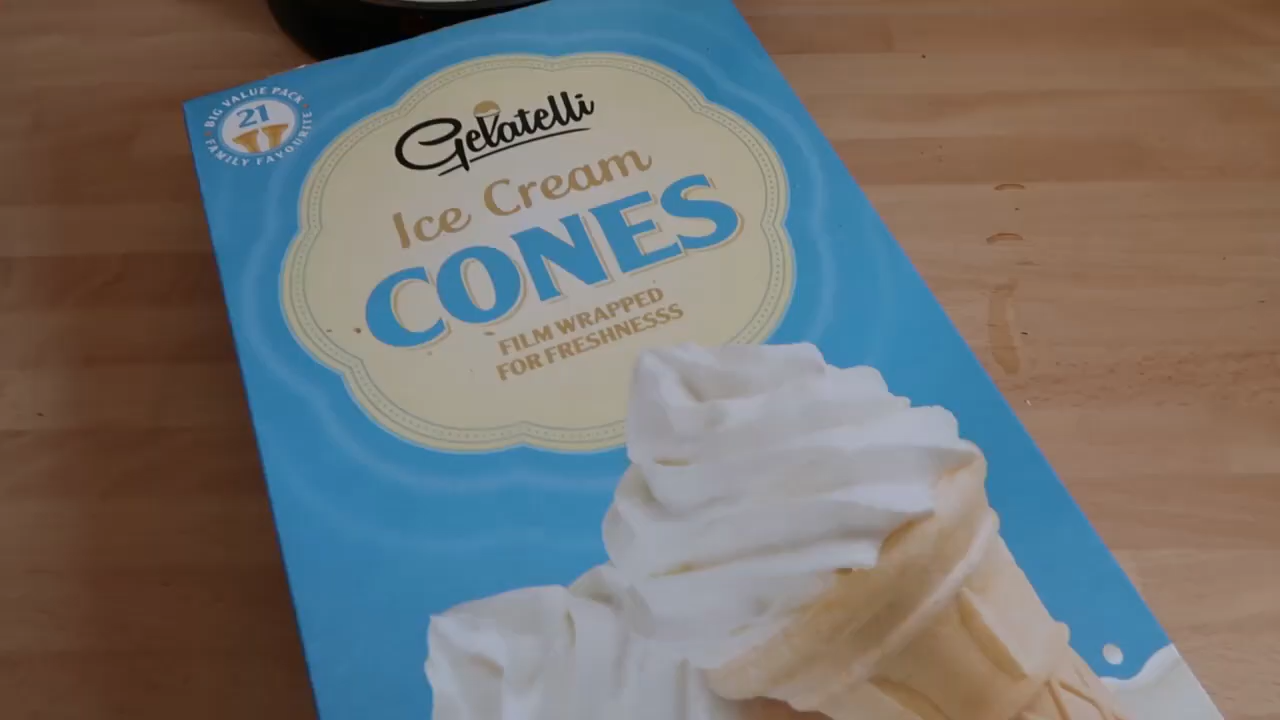 BIG VALUE PACK
21
FAMILY FAVOURITE
Gelatelli
Ice Cream
CONES
FILM WRAPPED
FOR FRESHNESSS